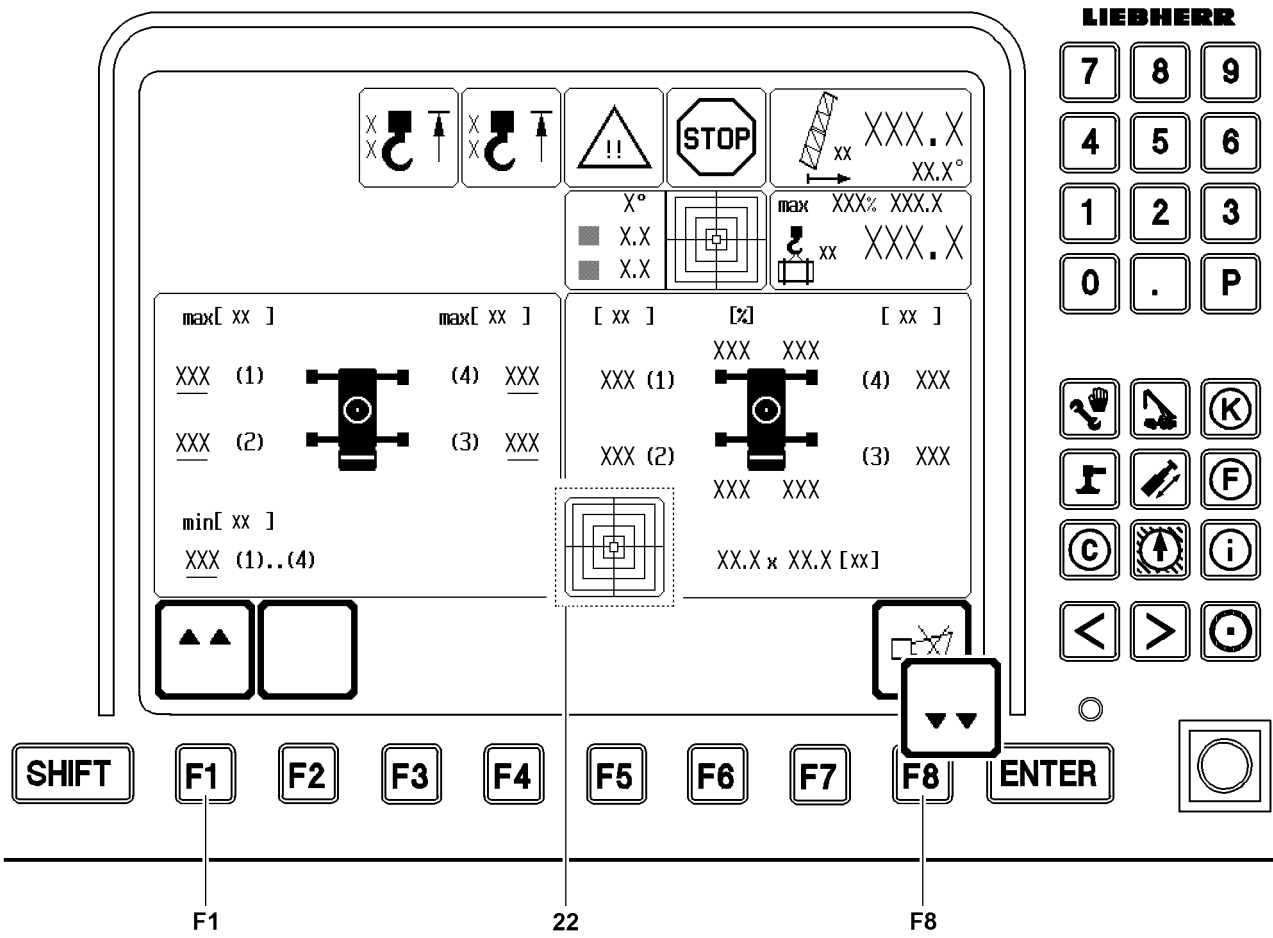 LIEBHERR
7 8 9
4 5 6
1 2 3
0 . P
X X
X X
!!
STOP
xx XXX.X
XX.X°
X°
X.X
X.X
max XXX% XXX.X
xx XXX.X
max[ XX ] max[ XX ]
XXX (1) (4) XXX
XXX (2) (3) XXX
min[ XX ]
XXX (1)..(4)
[ XX ] [%] [ XX ]
XXX XXX
XXX (1) (4) XXX
XXX (2) (3) XXX
XXX XXX
XX.X x XX.X [xx]
K
F
C i
< >
SHIFT F1 F2 F3 F4 F5 F6 F7 F8 ENTER
F1 22 F8